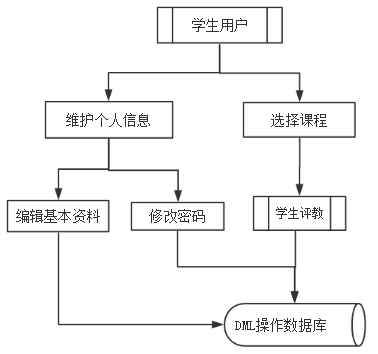 学生用户
维护个人信息
选择课程
编辑基本资料
修改密码
学生评教
DML操作数据库